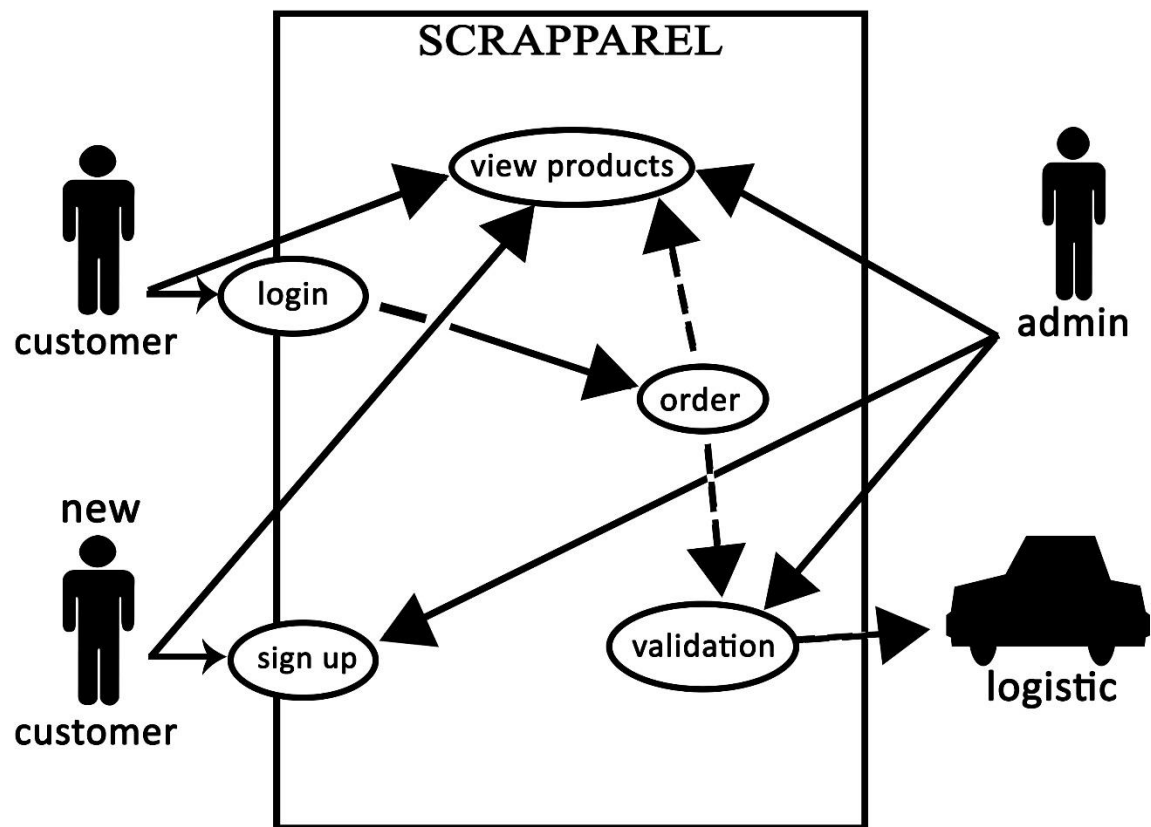 SCRAPPAREL
view products
login
customer
admin
order
new
customer
sign up
validation
logistic